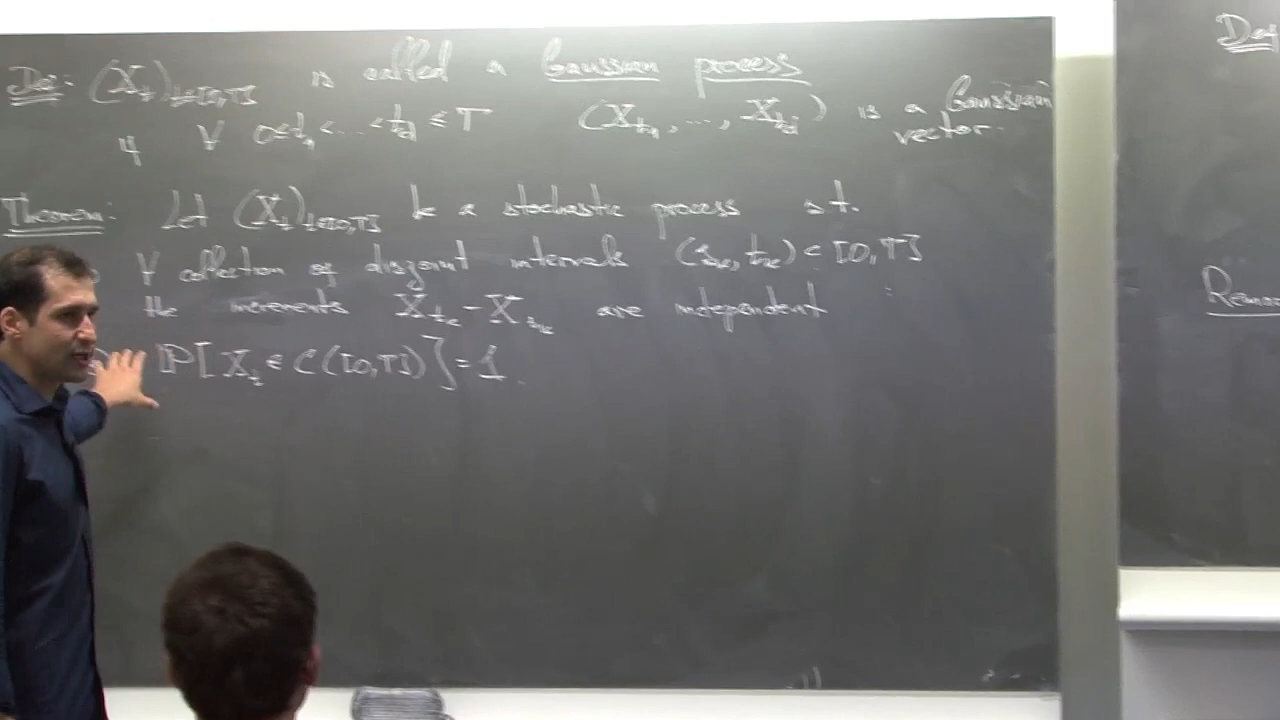 Def: (X_t)_{t∈[0,T]} is called a Gaussian process
if ∀ 0≤t_1<...<t_d≤T (X_{t_1},...,X_{t_d}) is a Gaussian
vector.
Theorem: Let (X_t)_{t∈[0,T]} be a stochastic process s.t.
∀ collection of disjoint intervals (s_k,t_k) ⊂ [0,T]
the increments X_{t_k} - X_{s_k} are independent
P[X_t ∈ C([0,T])] = 1.
Def